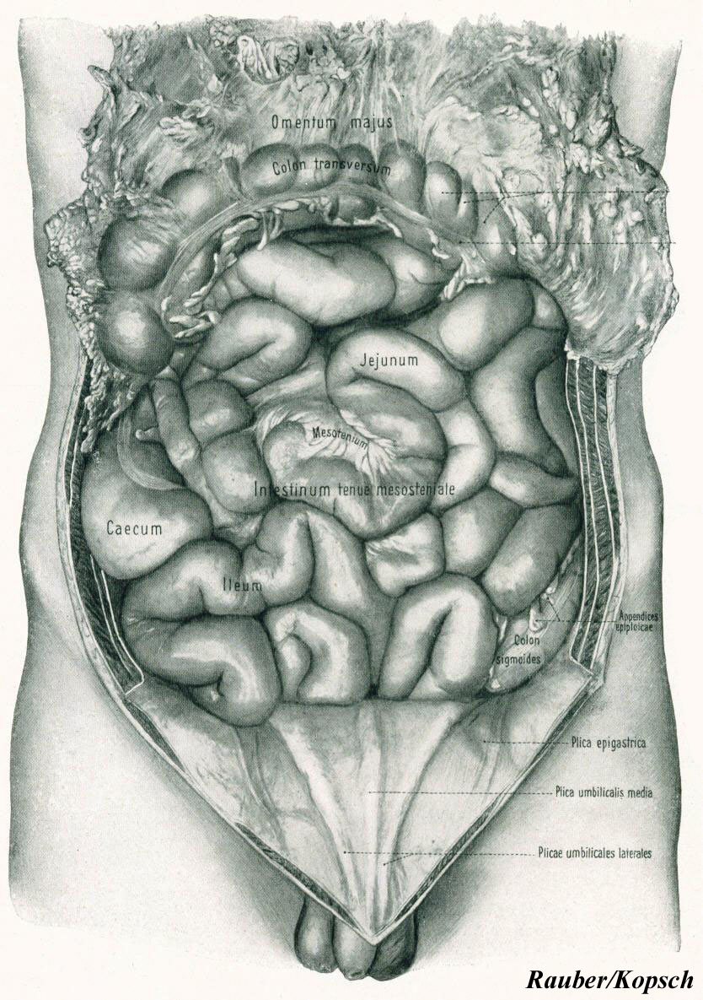 Omentum majus
Colon transversum
Jejunum
Mesotenium
Intestinum tenue mesosteniale
Caecum
Ileum
Appendices
epiploicae
Colon
sigmoides
Plica epigastrica
Plica umbilicalis media
Plicae umbilicales laterales
Rauber/Kopsch